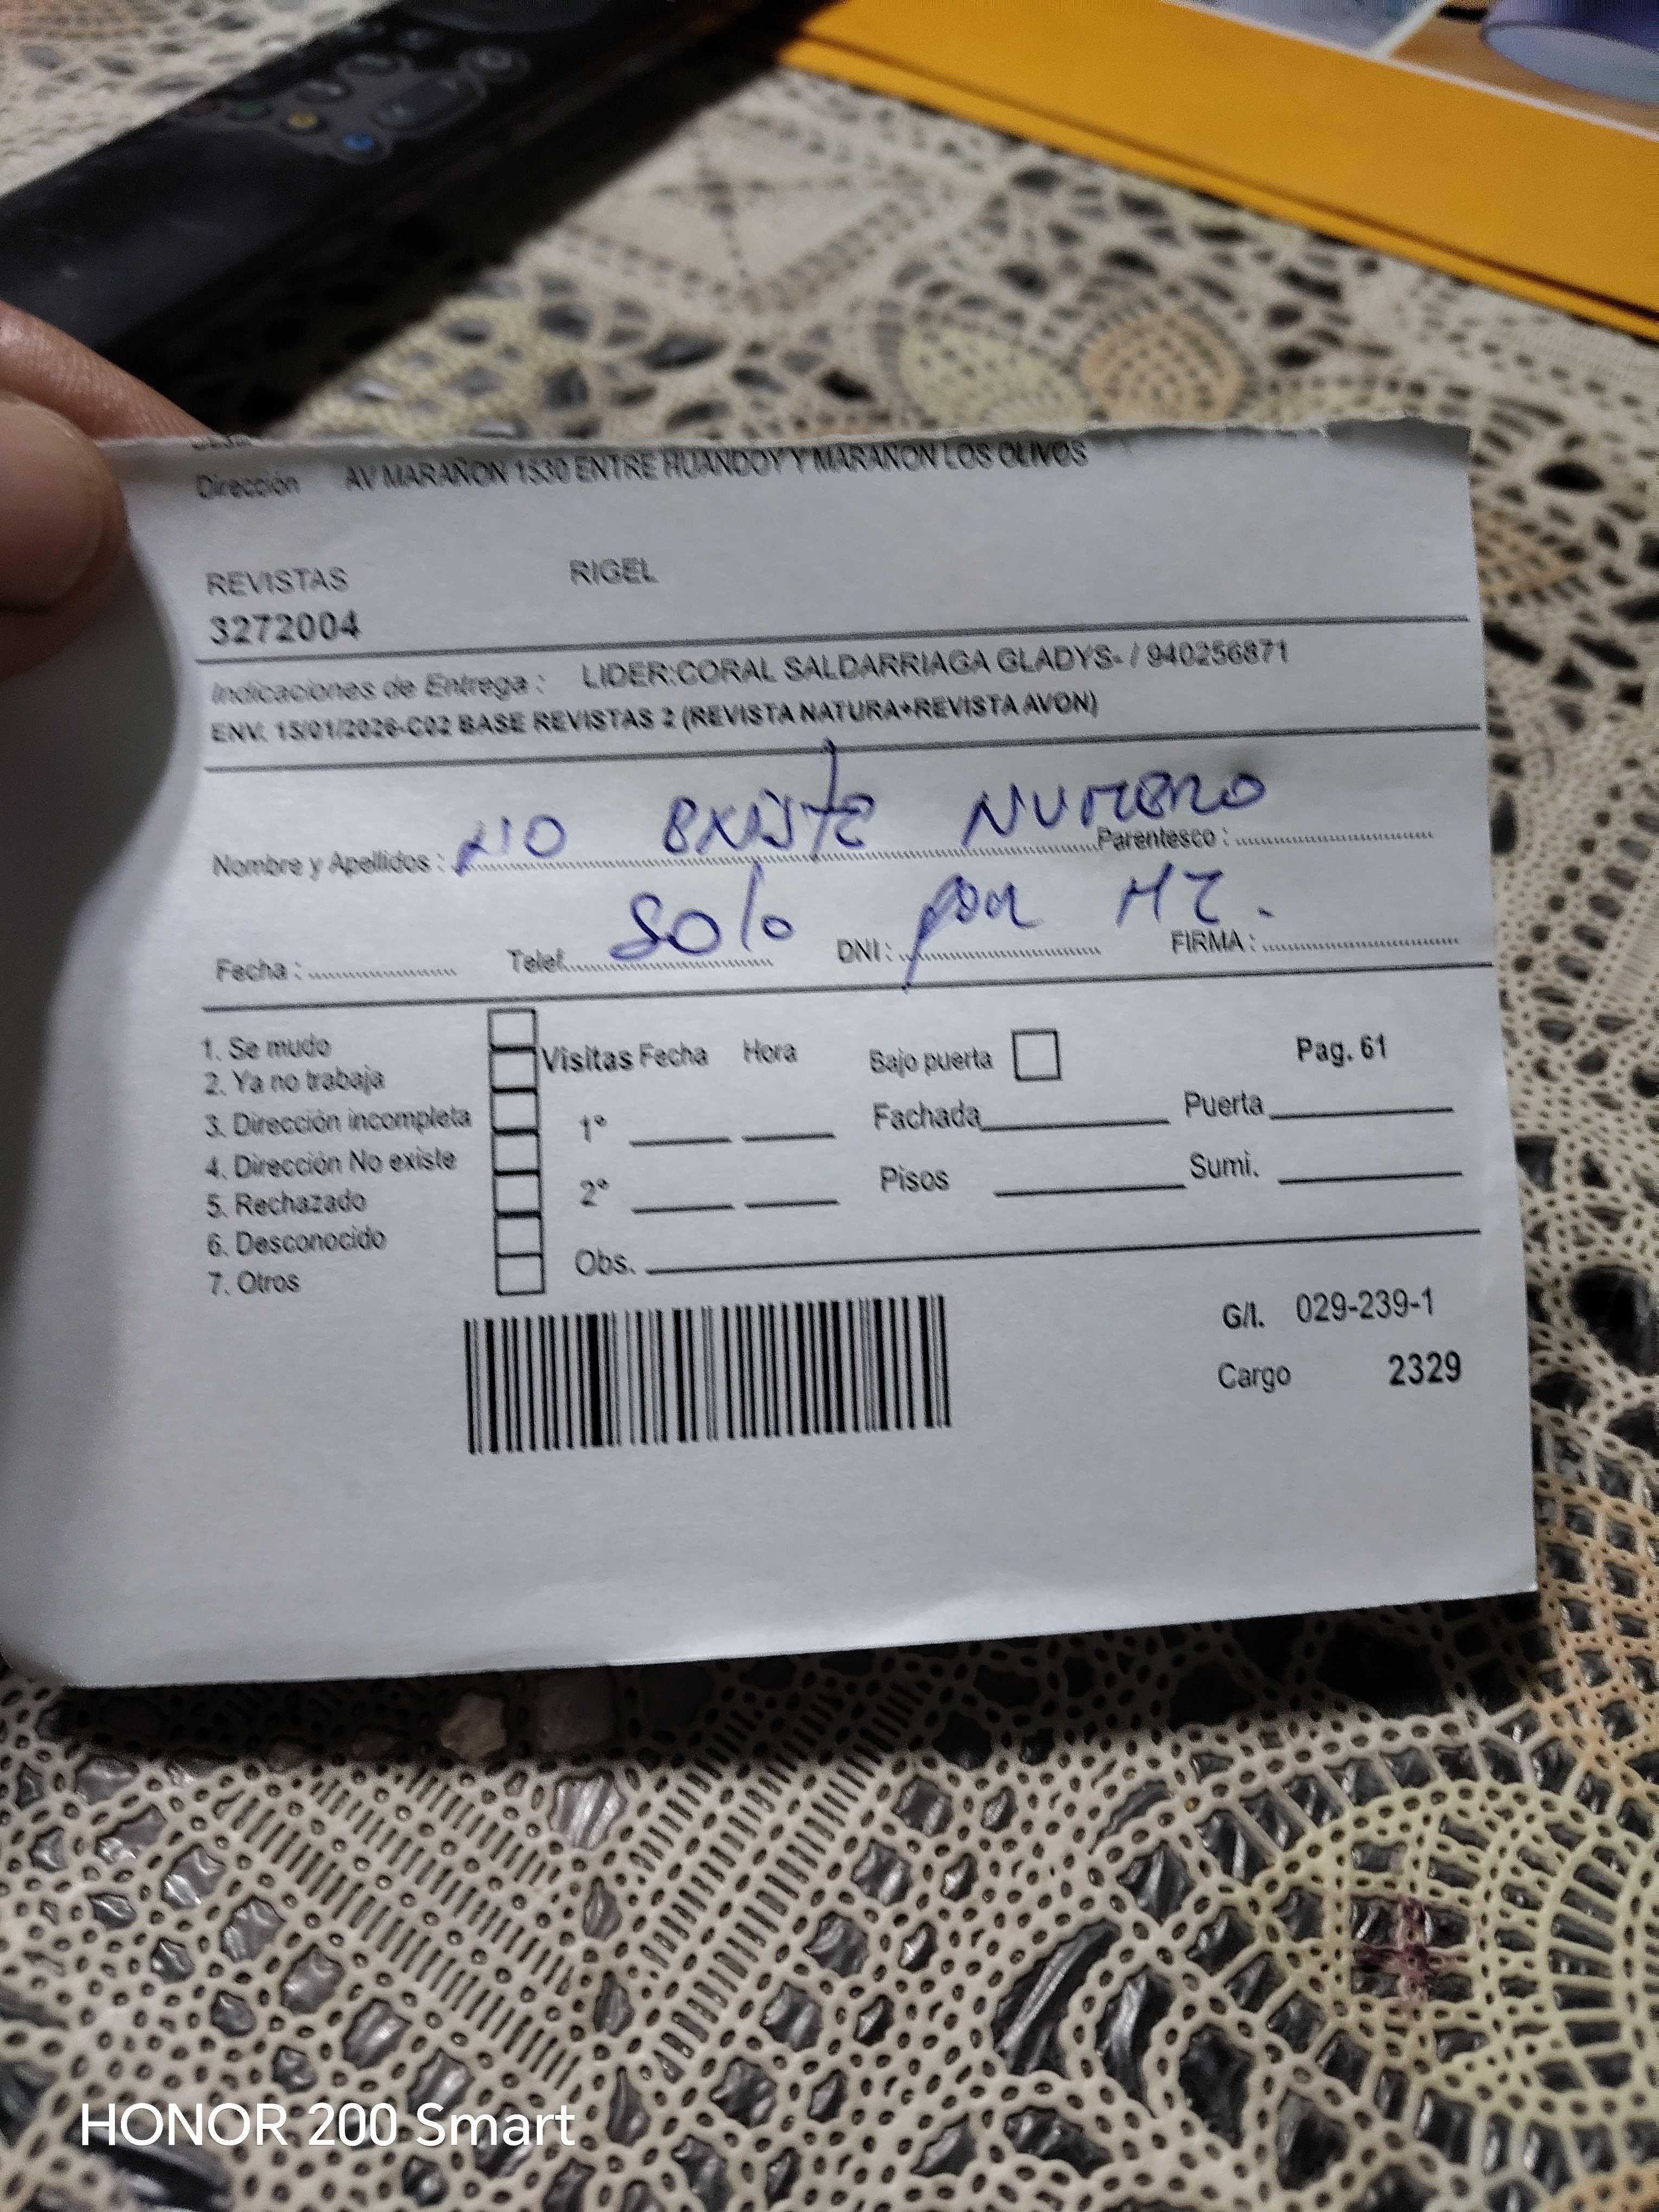 Dirección AV MARAÑON 1530 ENTRE HUANDOY Y MARAÑON LOS OLIVOS
REVISTAS RIGEL
3272004
Indicaciones de Entrega : LIDER:CORAL SALDARRIAGA GLADYS- / 940256871
ENV. 15/01/2026-C02 BASE REVISTAS 2 (REVISTA NATURA+REVISTA AVON)
NO EXISTE NUMERO
Nombre y Apellidos : Parentesco :
Solo por MZ.
Fecha : Telef. DNI : FIRMA :
1. Se mudo
2. Ya no trabaja
3. Dirección incompleta
4. Dirección No existe
5. Rechazado
6. Desconocido
7. Otros
Visitas Fecha Hora
1°
2°
Obs.
Bajo puerta Pag. 61
Fachada Puerta
Pisos Sumi.
G/I. 029-239-1
Cargo 2329
HONOR 200 Smart